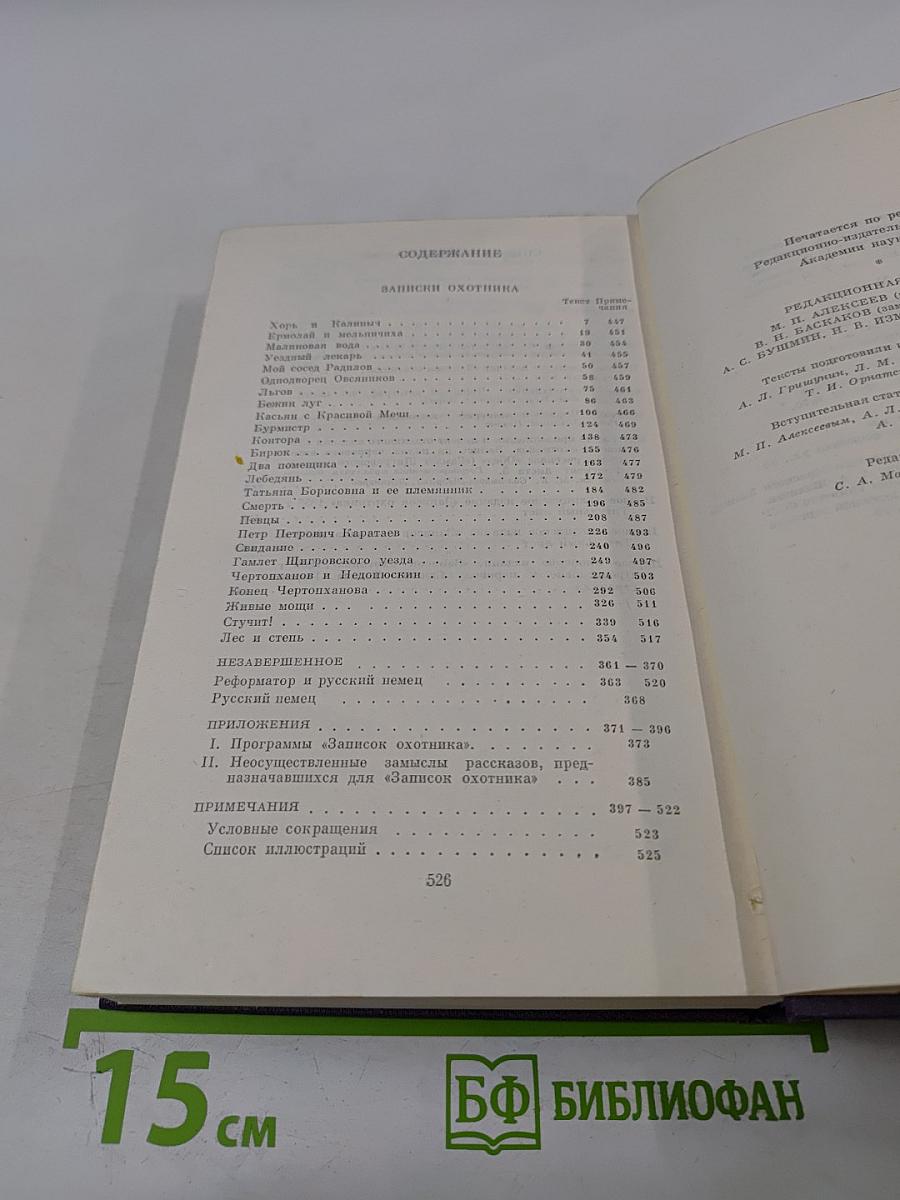 СОДЕРЖАНИЕ
ЗАПИСКИ ОХОТНИКА
Текст Приме-
чания
Хорь и Калиныч . . . . . . . . . . . . . . 7 447
Ермолай и мельничиха . . . . . . . . . . . . 19 451
Малиновая вода . . . . . . . . . . . . . . 30 454
Уездный лекарь . . . . . . . . . . . . . . 41 455
Мой сосед Радилов . . . . . . . . . . . . . 50 457
Однодворец Овсяников . . . . . . . . . . . . 58 459
Льгов . . . . . . . . . . . . . . . . . . 75 461
Бежин луг . . . . . . . . . . . . . . . . 86 463
Касьян с Красивой Мечи . . . . . . . . . . . 106 466
Бурмистр . . . . . . . . . . . . . . . . . 124 469
Контора . . . . . . . . . . . . . . . . . 138 473
Бирюк . . . . . . . . . . . . . . . . . . 155 476
Два помещика . . . . . . . . . . . . . . . 163 477
Лебедянь . . . . . . . . . . . . . . . . . 172 479
Татьяна Борисовна и ее племянник . . . . . . . 184 482
Смерть . . . . . . . . . . . . . . . . . . 196 485
Певцы . . . . . . . . . . . . . . . . . . 208 487
Петр Петрович Каратаев . . . . . . . . . . . 226 493
Свидание . . . . . . . . . . . . . . . . . 240 496
Гамлет Щигровского уезда . . . . . . . . . . 249 497
Чертопханов и Недопюскин . . . . . . . . . . 274 503
Конец Чертопханова . . . . . . . . . . . . . 292 506
Живые мощи . . . . . . . . . . . . . . . . 326 511
Стучит! . . . . . . . . . . . . . . . . . . 339 516
Лес и степь . . . . . . . . . . . . . . . . 354 517
НЕЗАВЕРШЕННОЕ . . . . . . . . . . . . . . 361 — 370
Реформатор и русский немец . . . . . . . . . 363 520
Русский немец . . . . . . . . . . . . . . . 368
ПРИЛОЖЕНИЯ . . . . . . . . . . . . . . . . 371 — 396
I. Программы «Записок охотника». . . . . . . . 373
II. Неосуществленные замыслы рассказов, пред-
назначавшихся для «Записок охотника» . . . 385
ПРИМЕЧАНИЯ . . . . . . . . . . . . . . . . 397 — 522
Условные сокращения . . . . . . . . . . . . 523
Список иллюстраций . . . . . . . . . . . . . 525
526
Печатается по
Редакционно-издатель
Академии наук
*
РЕДАКЦИОННАЯ
М. П. АЛЕКСЕЕВ
В. Н. БАСКАКОВ (зам
А. С. БУШМИН, Н. В. ИЗМ
Тексты подготовили и
А. Л. Гришунин, Л. М.
Т. И. Орнатс
Вступительная стат
М. П. Алексеевым, А. Л.
А.
Реда
С. А. Ма
15 см
БФ БИБЛИОФАН